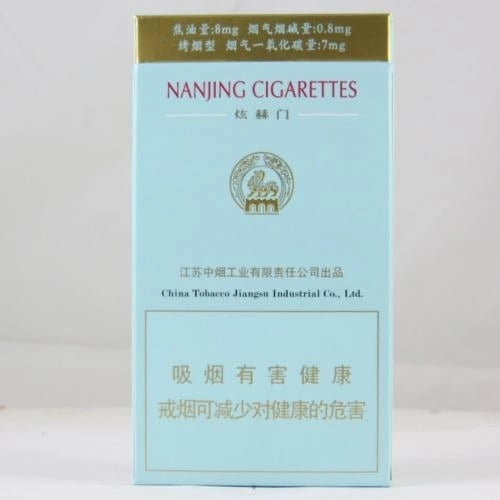 焦油量:8mg 烟气烟碱量:0.8mg
烤烟型 烟气一氧化碳量:7mg
NANJING CIGARETTES
炫赫门
江苏中烟工业有限责任公司出品
China Tobacco Jiangsu Industrial Co., Ltd.
吸烟有害健康
戒烟可减少对健康的危害